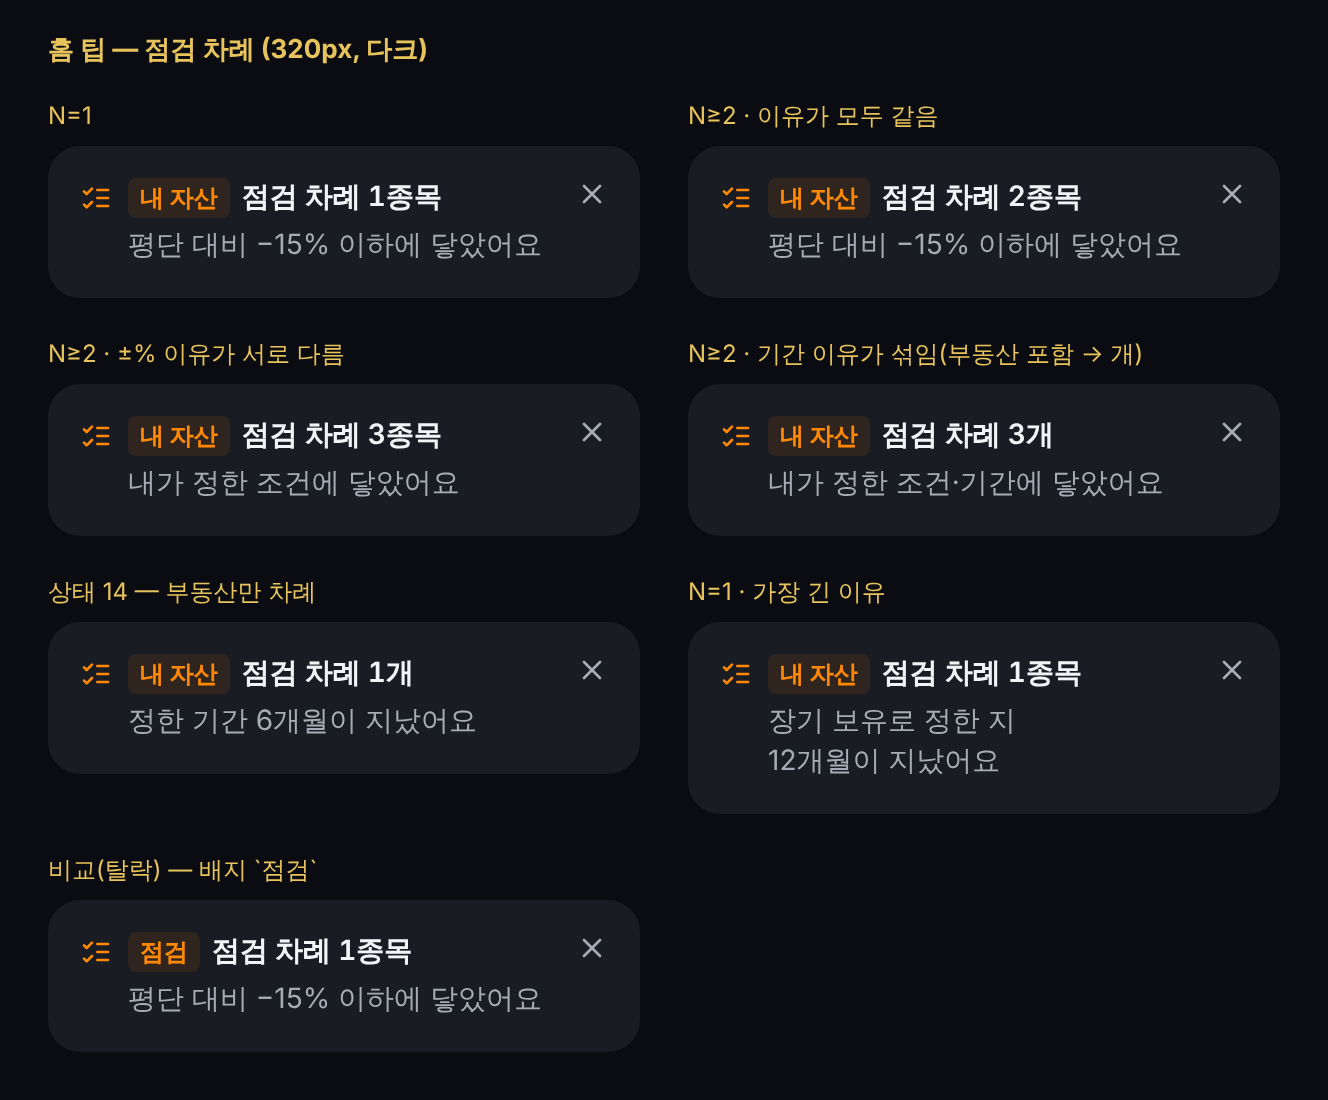 홈 팁 — 점검 차례 (320px, 다크)
N=1
내 자산 점검 차례 1종목
평단 대비 −15% 이하에 닿았어요
N≥2 · 이유가 모두 같음
내 자산 점검 차례 2종목
평단 대비 −15% 이하에 닿았어요
N≥2 · ±% 이유가 서로 다름
내 자산 점검 차례 3종목
내가 정한 조건에 닿았어요
N≥2 · 기간 이유가 섞임(부동산 포함 → 개)
내 자산 점검 차례 3개
내가 정한 조건·기간에 닿았어요
상태 14 — 부동산만 차례
내 자산 점검 차례 1개
정한 기간 6개월이 지났어요
N=1 · 가장 긴 이유
내 자산 점검 차례 1종목
장기 보유로 정한 지
12개월이 지났어요
비교(탈락) — 배지 `점검`
점검 점검 차례 1종목
평단 대비 −15% 이하에 닿았어요